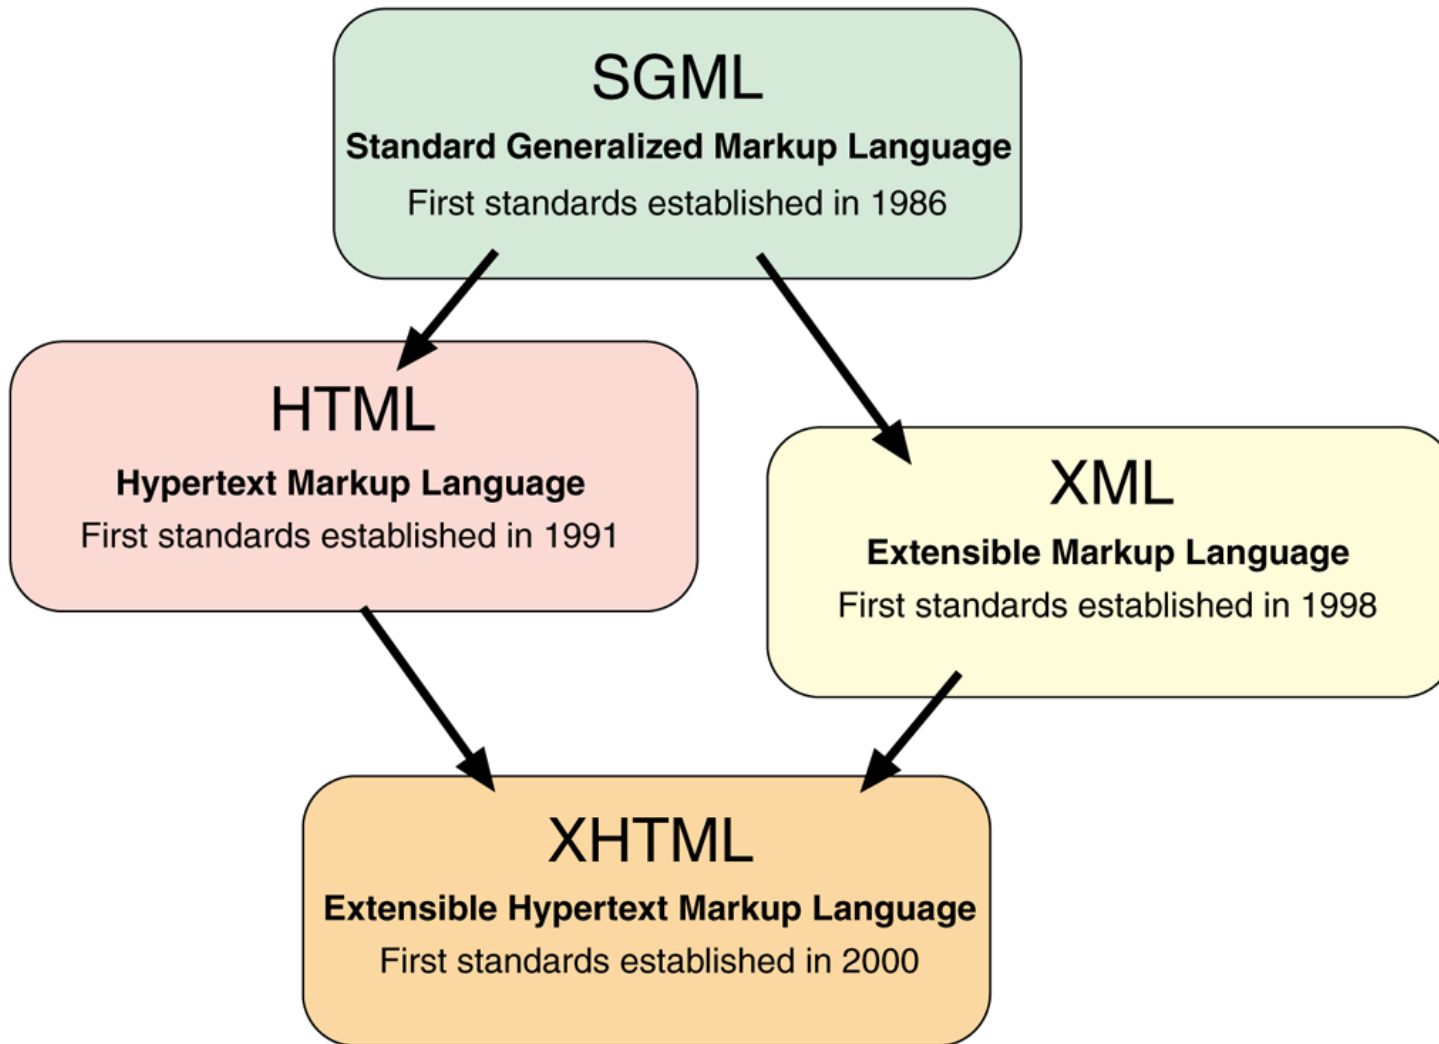 SGML
Standard Generalized Markup Language
First standards established in 1986
HTML
Hypertext Markup Language
First standards established in 1991
XML
Extensible Markup Language
First standards established in 1998
XHTML
Extensible Hypertext Markup Language
First standards established in 2000